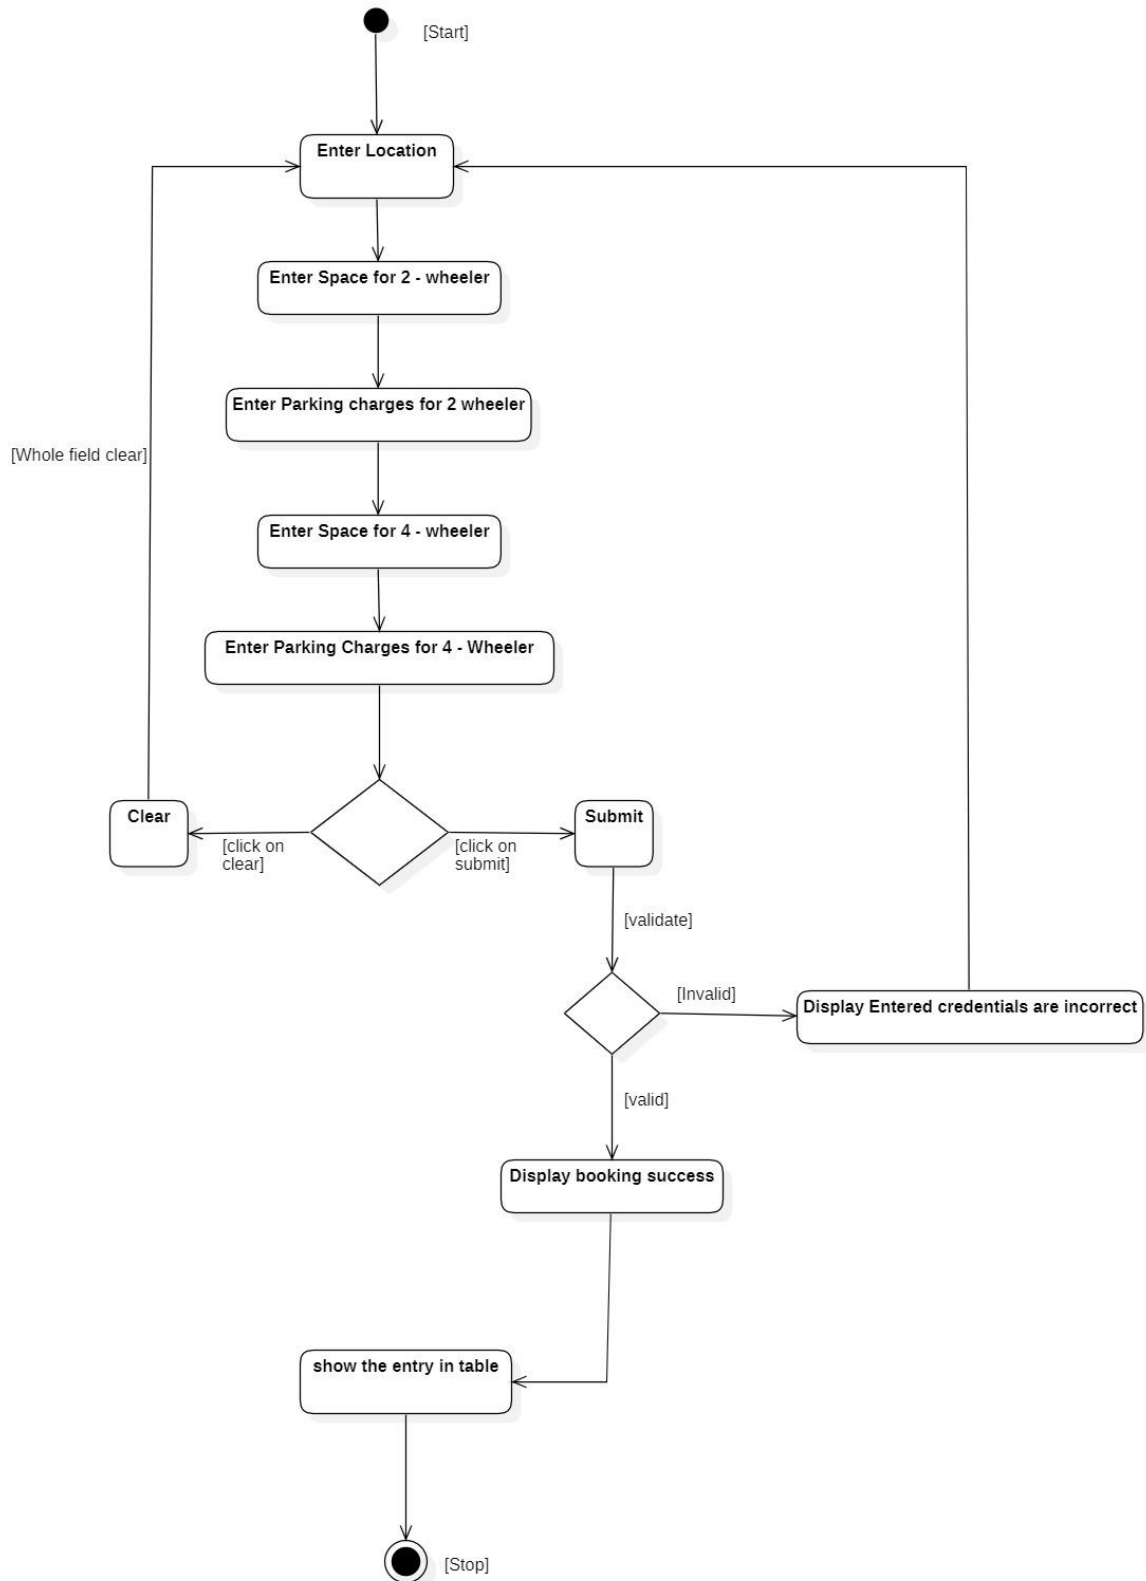 [Start]
Enter Location
Enter Space for 2 - wheeler
Enter Parking charges for 2 wheeler
[Whole field clear]
Enter Space for 4 - wheeler
Enter Parking Charges for 4 - Wheeler
Clear
[click on
clear]
[click on
submit]
Submit
[validate]
[Invalid]
Display Entered credentials are incorrect
[valid]
Display booking success
show the entry in table
[Stop]